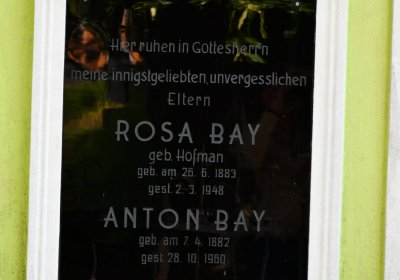 Hier ruhen in Gottesherrn
meine innigstgeliebten, unvergesslichen
Eltern
ROSA BAY
geb. Hofman
geb. am 26. 6. 1883
gest. 2. 3. 1948
ANTON BAY
geb. am 7. 4. 1882
gest. 28. 10. 1960